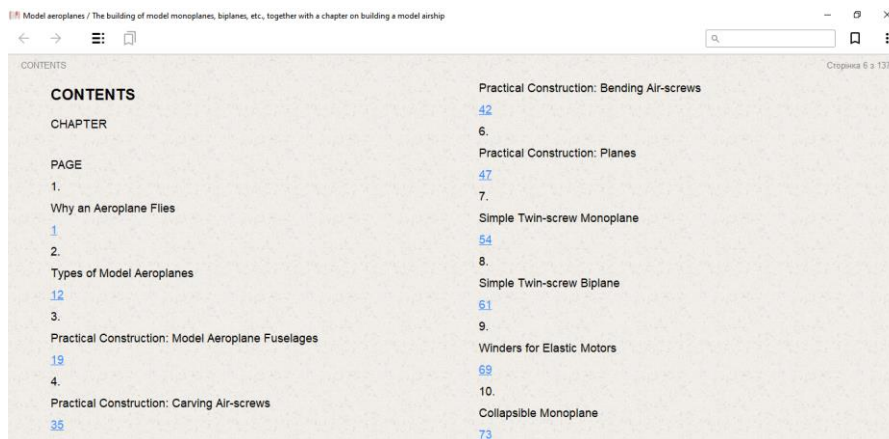 Model aeroplanes / The building of model monoplanes, biplanes, etc., together with a chapter on building a model airship
CONTENTS
Сторінка 6 з 137
CONTENTS
CHAPTER
PAGE
1.
Why an Aeroplane Flies
1
2.
Types of Model Aeroplanes
12
3.
Practical Construction: Model Aeroplane Fuselages
19
4.
Practical Construction: Carving Air-screws
35
Practical Construction: Bending Air-screws
42
6.
Practical Construction: Planes
47
7.
Simple Twin-screw Monoplane
54
8.
Simple Twin-screw Biplane
61
9.
Winders for Elastic Motors
69
10.
Collapsible Monoplane
73